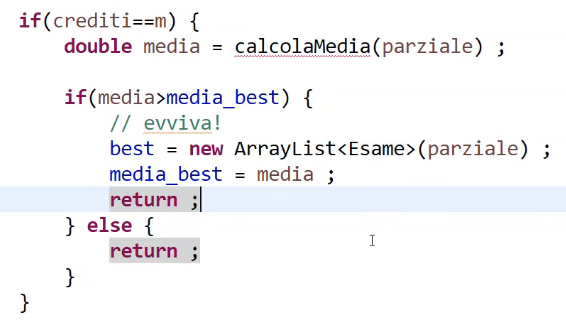 if(crediti==m) {
    double media = calcolaMedia(parziale) ;

    if(media>media_best) {
        // evviva!
        best = new ArrayList<Esame>(parziale) ;
        media_best = media ;
        return ;
    } else {
        return ;
    }
}